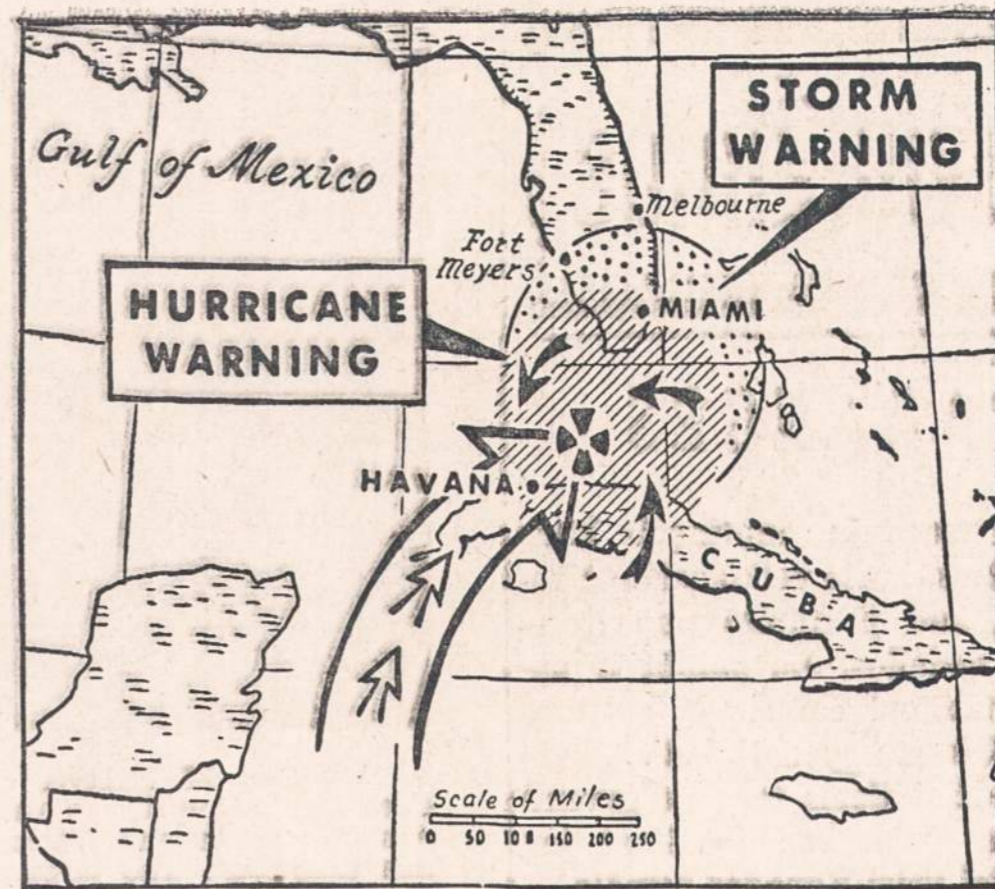 STORM
WARNING
Gulf of Mexico
Melbourne
Fort
Meyers
HURRICANE
WARNING
MIAMI
HAVANA
CUBA
Scale of Miles
0 50 10 150 200 250